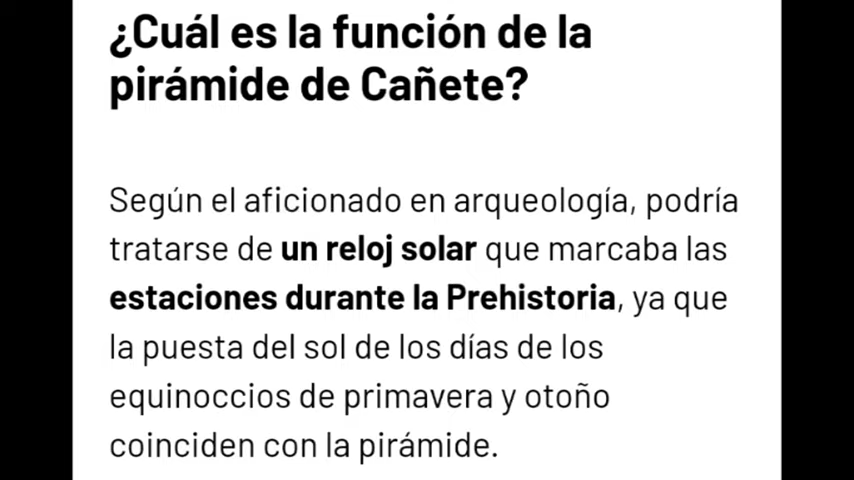 ¿Cuál es la función de la
pirámide de Cañete?
Según el aficionado en arqueología, podría
tratarse de un reloj solar que marcaba las
estaciones durante la Prehistoria, ya que
la puesta del sol de los días de los
equinoccios de primavera y otoño
coinciden con la pirámide.